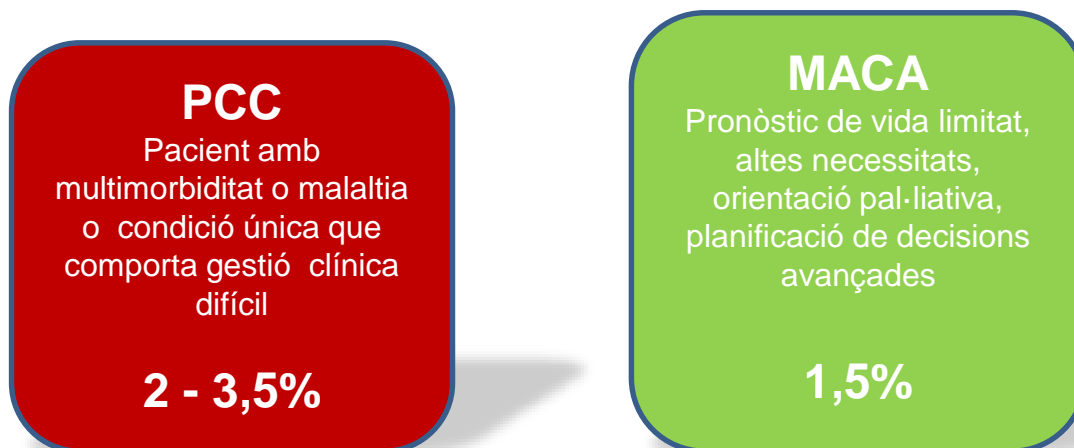 PCC
Pacient amb
multimorbiditat o malaltia
o condició única que
comporta gestió clínica
difícil
2 - 3,5%
MACA
Pronòstic de vida limitat,
altes necessitats,
orientació pal·liativa,
planificació de decisions
avançades
1,5%